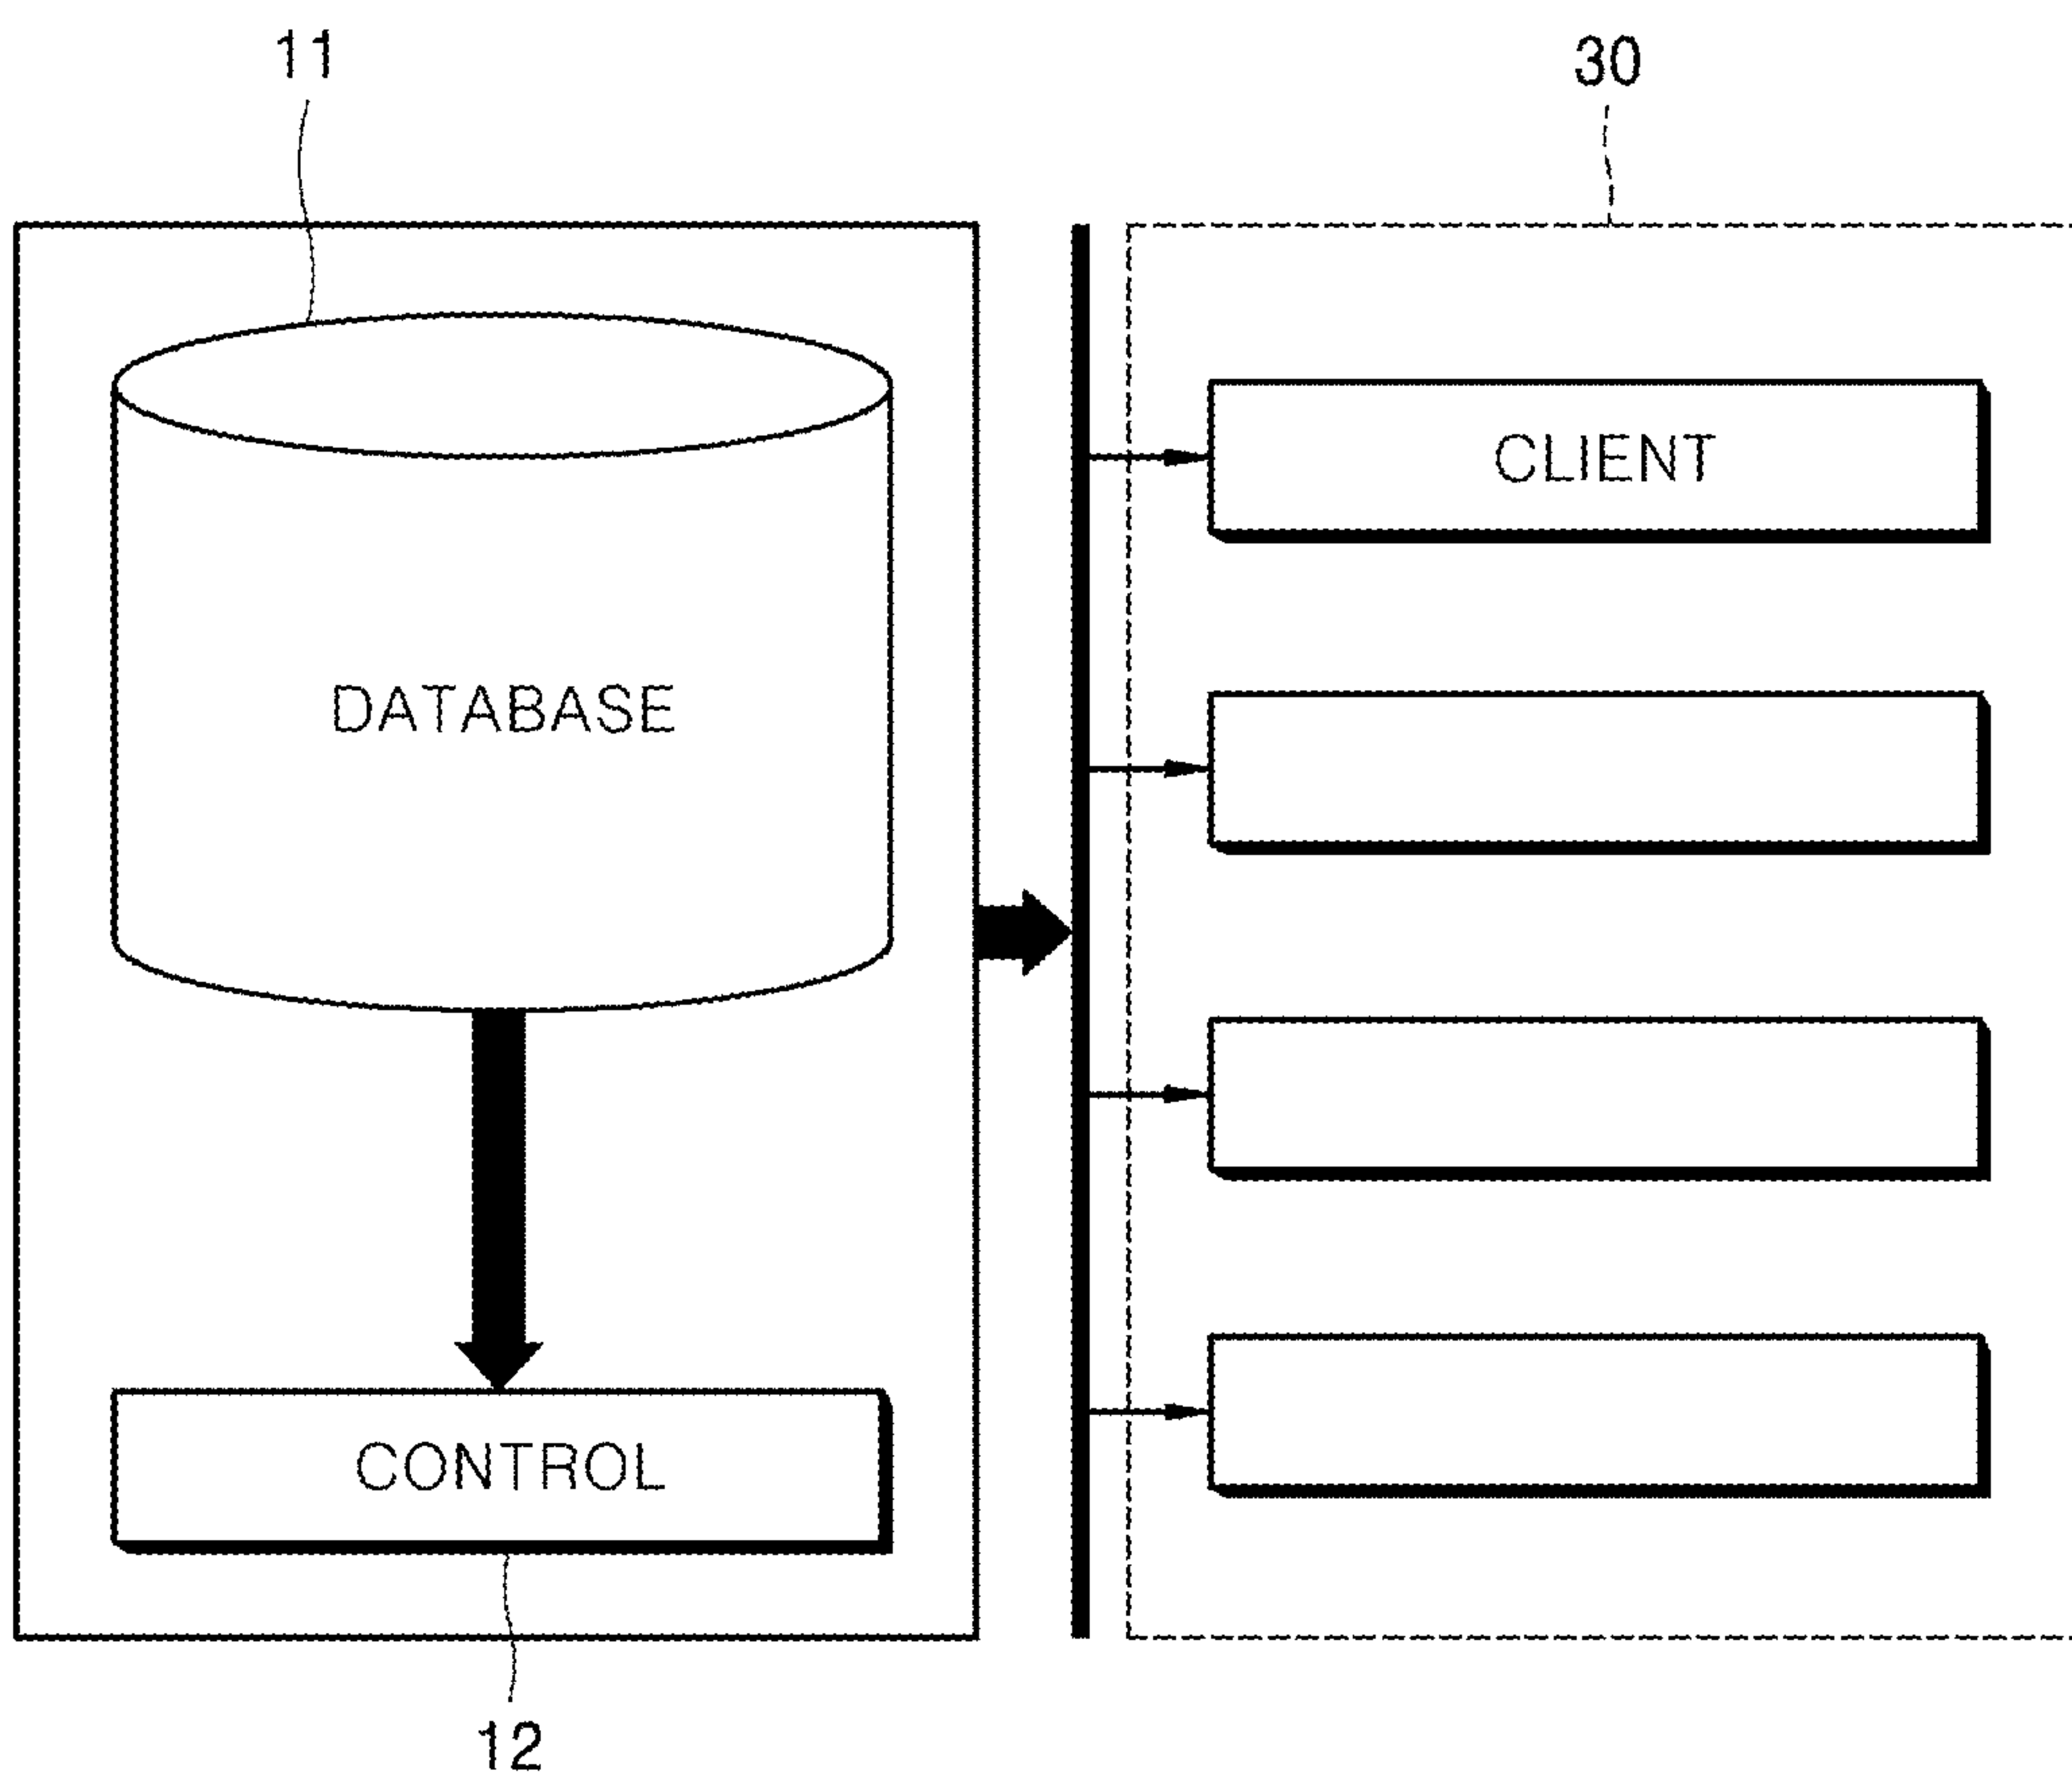 11
30
CLIENT
DATABASE
CONTROL
12